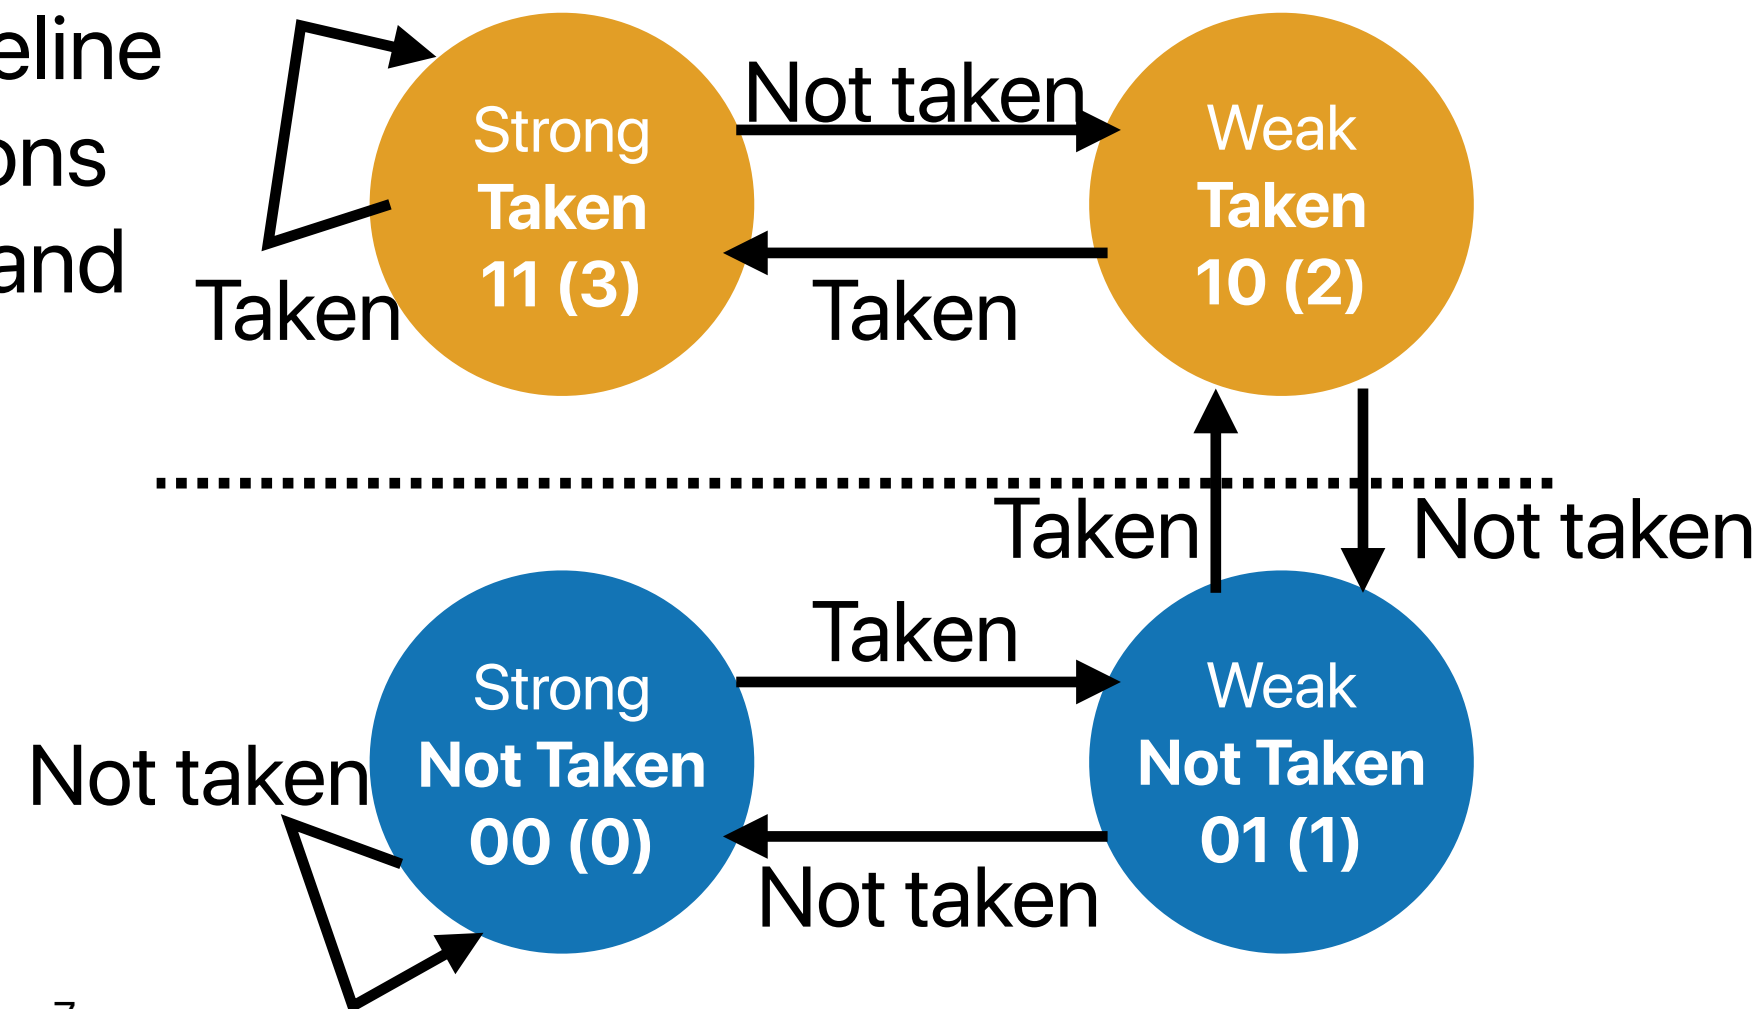 eline
ons
and
Not taken
Strong
Taken
11 (3)
Weak
Taken
10 (2)
Taken
Taken
Taken
Not taken
Taken
Strong
Not Taken
00 (0)
Weak
Not Taken
01 (1)
Not taken
Not taken